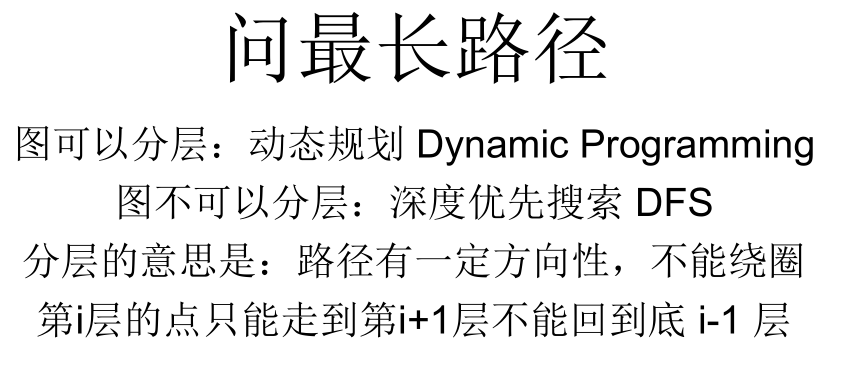 问最长路径
图可以分层：动态规划 Dynamic Programming
图不可以分层：深度优先搜索 DFS
分层的意思是：路径有一定方向性，不能绕圈
第i层的点只能走到第i+1层不能回到底 i-1 层